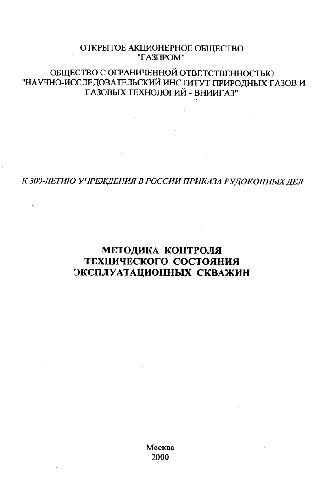 ОТКРЫТОЕ АКЦИОНЕРНОЕ ОБЩЕСТВО
"ГАЗПРОМ"
ОБЩЕСТВО С ОГРАНИЧЕННОЙ ОТВЕТСТВЕННОСТЬЮ
"НАУЧНО-ИССЛЕДОВАТЕЛЬСКИЙ ИНСТИТУТ ПРИРОДНЫХ ГАЗОВ И
ГАЗОВЫХ ТЕХНОЛОГИЙ - ВНИИГАЗ"
К 300-ЛЕТИЮ УЧРЕЖДЕНИЯ В РОССИИ ПРИКАЗА РУДОКОПНЫХ ДЕЛ
МЕТОДИКА КОНТРОЛЯ
ТЕХНИЧЕСКОГО СОСТОЯНИЯ
ЭКСПЛУАТАЦИОННЫХ СКВАЖИН
Москва
2000